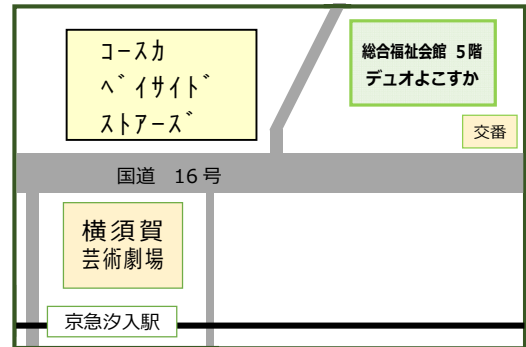 コースカ
ﾍﾞｲｻｲﾄﾞ
ｽﾄｱｰｽﾞ
総合福祉会館 5階
デュオよこすか
交番
国道 16号
横須賀
芸術劇場
京急汐入駅